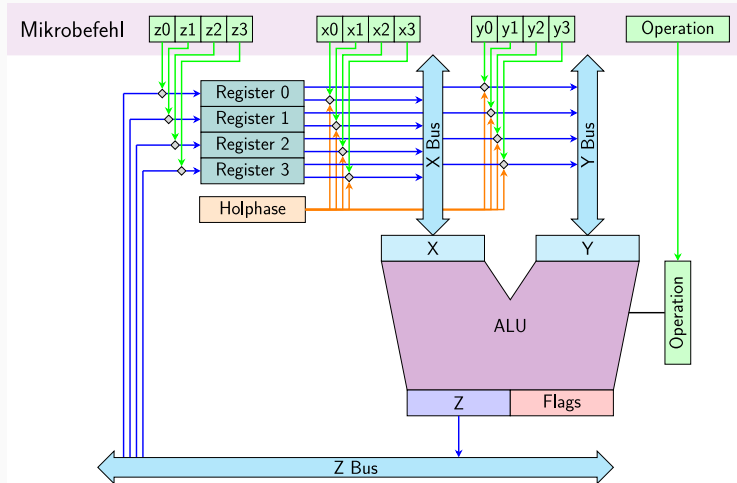 Mikrobefehl
z0 z1 z2 z3
x0 x1 x2 x3
y0 y1 y2 y3
Operation
Register 0
Register 1
Register 2
Register 3
Holphase
X Bus
Y Bus
X
Y
ALU
Operation
Z
Flags
Z Bus